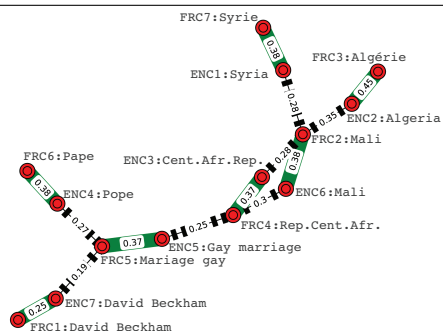 FRC7:Syrie
0.38
FRC3:Algérie
ENC1:Syria
0.45
0.28
0.35
ENC2:Algeria
FRC2:Mali
FRC6:Pape
ENC3:Cent.Afr.Rep.
0.28
0.38
0.38
ENC4:Pope
0.37
0.3
ENC6:Mali
0.27
0.25
FRC4:Rep.Cent.Afr.
0.37
ENC5:Gay marriage
FRC5:Mariage gay
0.19
0.25
ENC7:David Beckham
FRC1:David Beckham